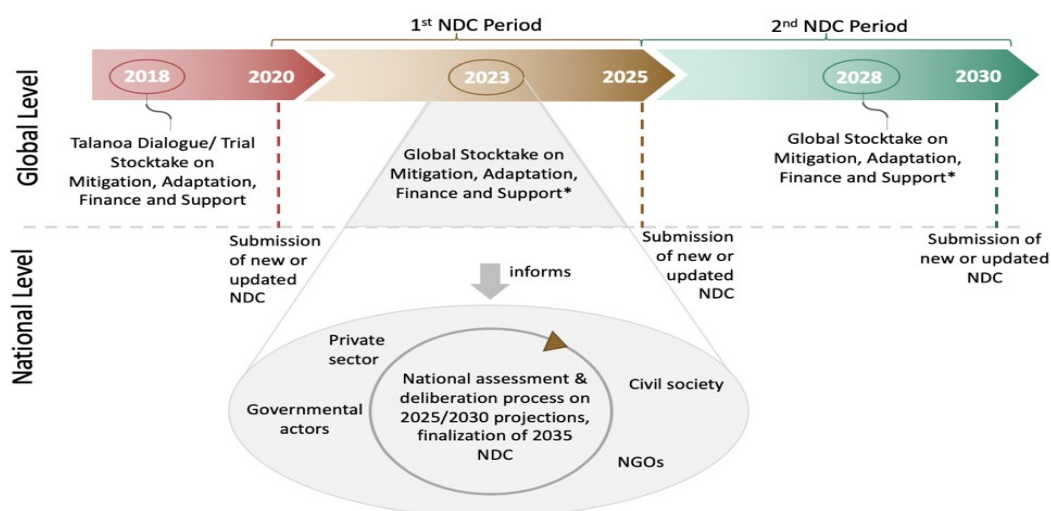 1st NDC Period
2nd NDC Period
Global Level
2018
2020
2023
2025
2028
2030
Talanoa Dialogue/ Trial
Stocktake on
Mitigation, Adaptation,
Finance and Support
Global Stocktake on
Mitigation, Adaptation,
Finance and Support*
Global Stocktake on
Mitigation, Adaptation,
Finance and Support*
National Level
Submission
of new or
updated
NDC
Submission
of new or
updated
NDC
Submission of
new or updated
NDC
informs
Private
sector
Governmental
actors
National assessment &
deliberation process on
2025/2030 projections,
finalization of 2035
NDC
Civil society
NGOs